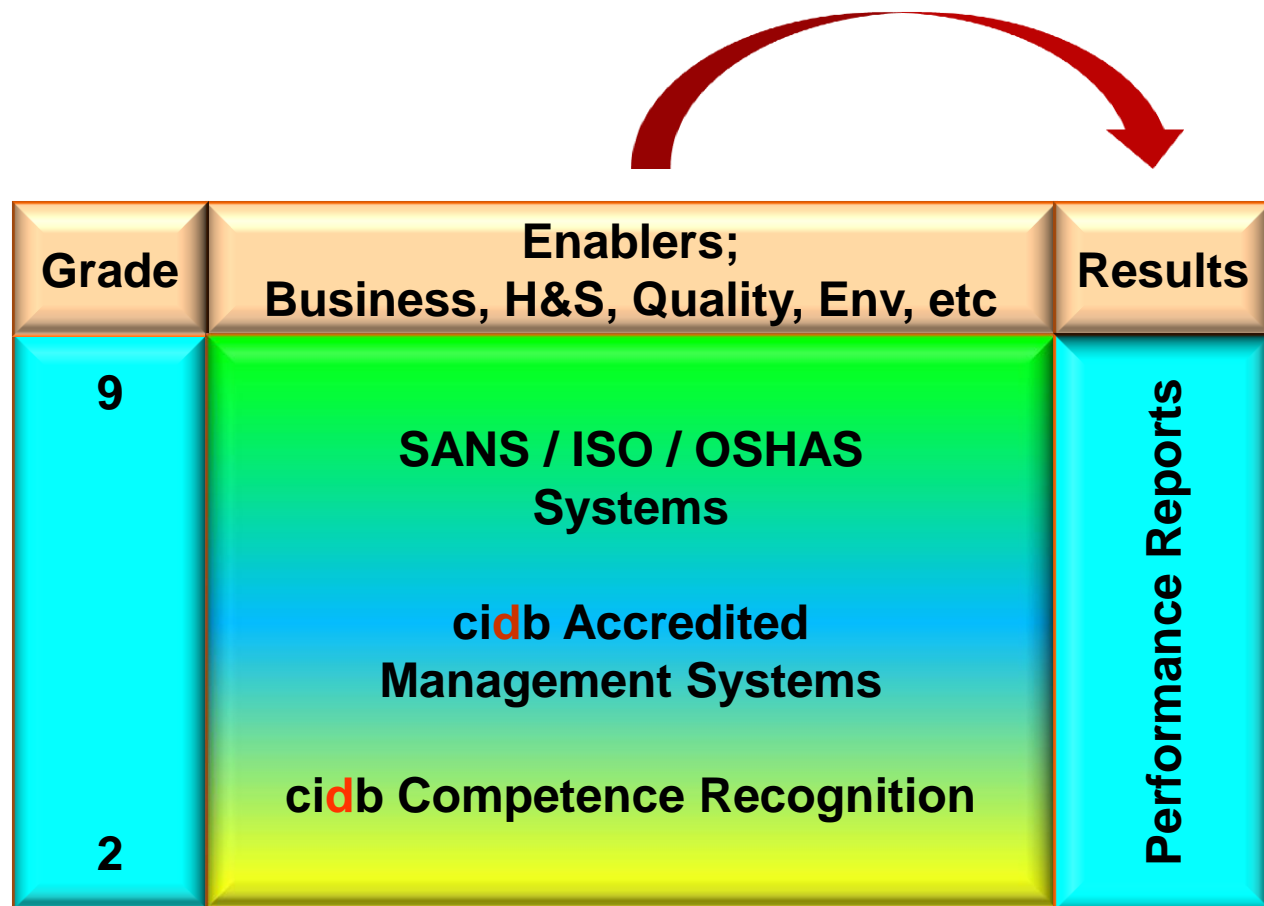 Grade
Enablers;
Business, H&S, Quality, Env, etc
Results
9
SANS / ISO / OSHAS
Systems
cidb Accredited
Management Systems
cidb Competence Recognition
2
Performance Reports